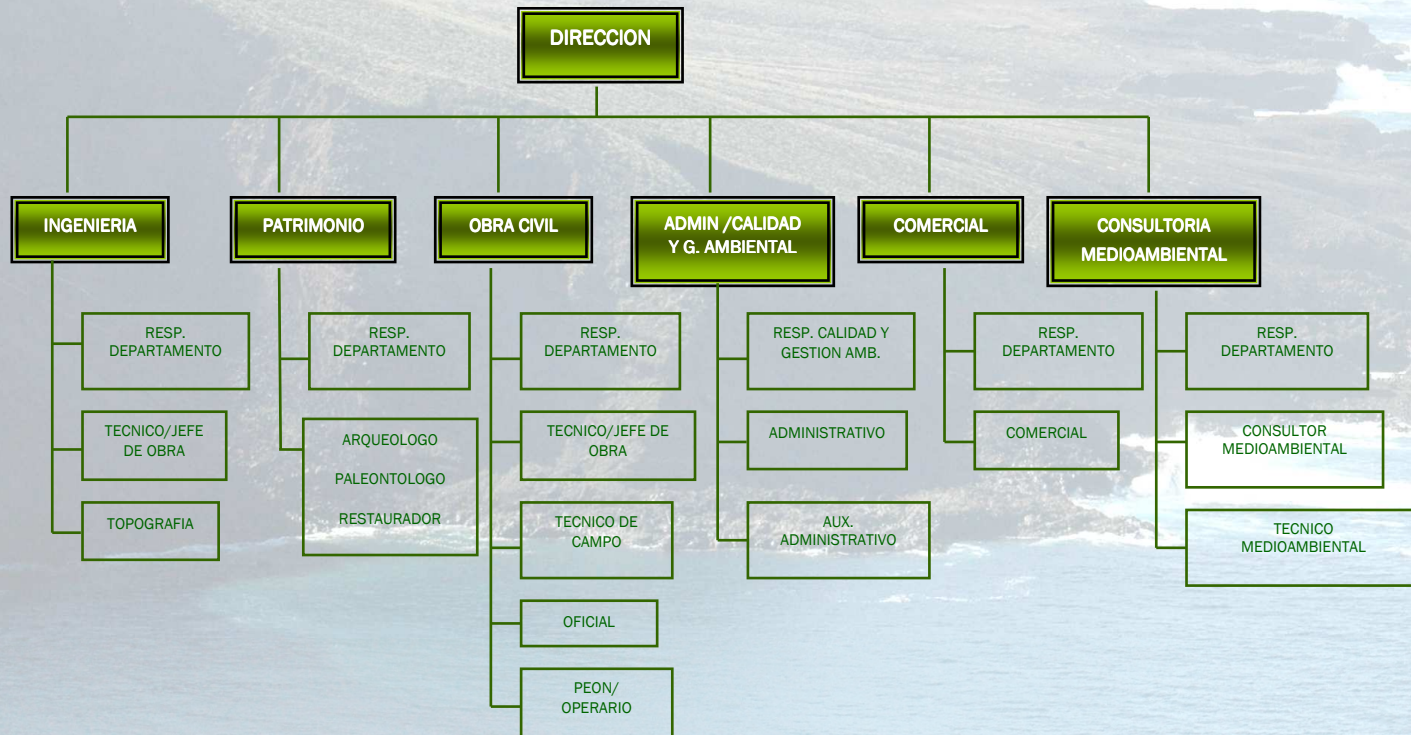 DIRECCION
INGENIERIA
PATRIMONIO
OBRA CIVIL
ADMIN /CALIDAD
Y G. AMBIENTAL
COMERCIAL
CONSULTORIA
MEDIOAMBIENTAL
RESP.
DEPARTAMENTO
TECNICO/JEFE
DE OBRA
TOPOGRAFIA
RESP.
DEPARTAMENTO
ARQUEOLOGO
PALEONTOLOGO
RESTAURADOR
RESP.
DEPARTAMENTO
TECNICO/JEFE DE
OBRA
TECNICO DE
CAMPO
OFICIAL
PEON/
OPERARIO
RESP. CALIDAD Y
GESTION AMB.
ADMINISTRATIVO
AUX.
ADMINISTRATIVO
RESP.
DEPARTAMENTO
COMERCIAL
RESP.
DEPARTAMENTO
CONSULTOR
MEDIOAMBIENTAL
TECNICO
MEDIOAMBIENTAL